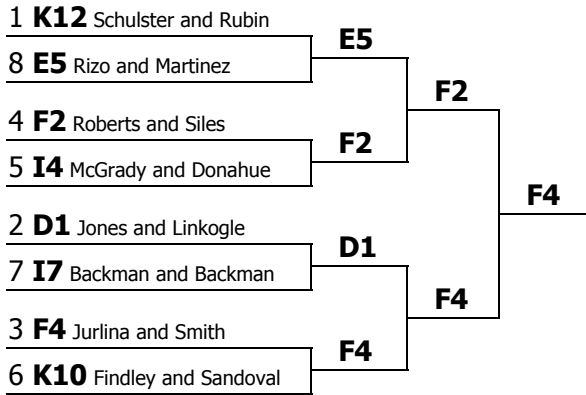 1 K12 Schulster and Rubin
E5
8 E5 Rizo and Martinez
F2
4 F2 Roberts and Siles
F2
5 I4 McGrady and Donahue
F4
2 D1 Jones and Linkogle
D1
7 I7 Backman and Backman
F4
3 F4 Jurlina and Smith
F4
6 K10 Findley and Sandoval